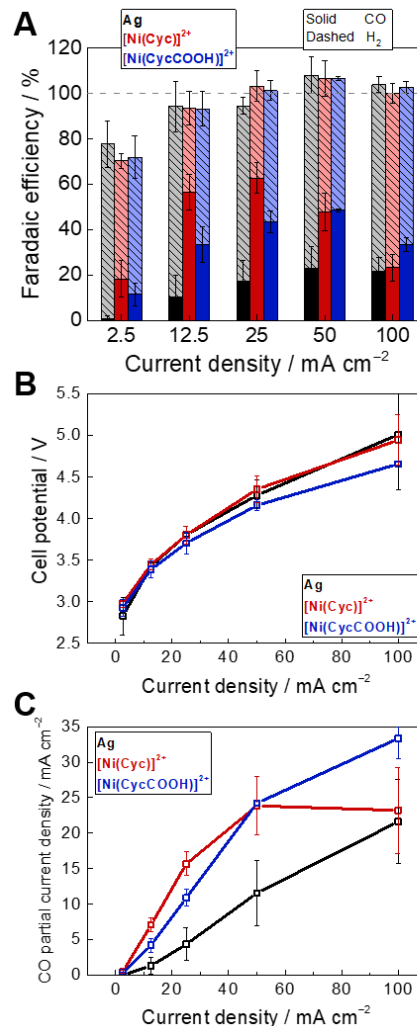 A
Ag
[Ni(Cyc)]²⁺
[Ni(CycCOOH)]²⁺
Solid CO
Dashed H₂
120
100
80
60
40
20
0
Faradaic efficiency / %
2.5 12.5 25 50 100
Current density / mA cm⁻²
B
5.5
5.0
4.5
4.0
3.5
3.0
2.5
Cell potential / V
Ag
[Ni(Cyc)]²⁺
[Ni(CycCOOH)]²⁺
0 20 40 60 80 100
Current density / mA cm⁻²
C
35
30
25
20
15
10
5
0
CO partial current density / mA cm⁻²
Ag
[Ni(Cyc)]²⁺
[Ni(CycCOOH)]²⁺
0 20 40 60 80 100
Current density / mA cm⁻²